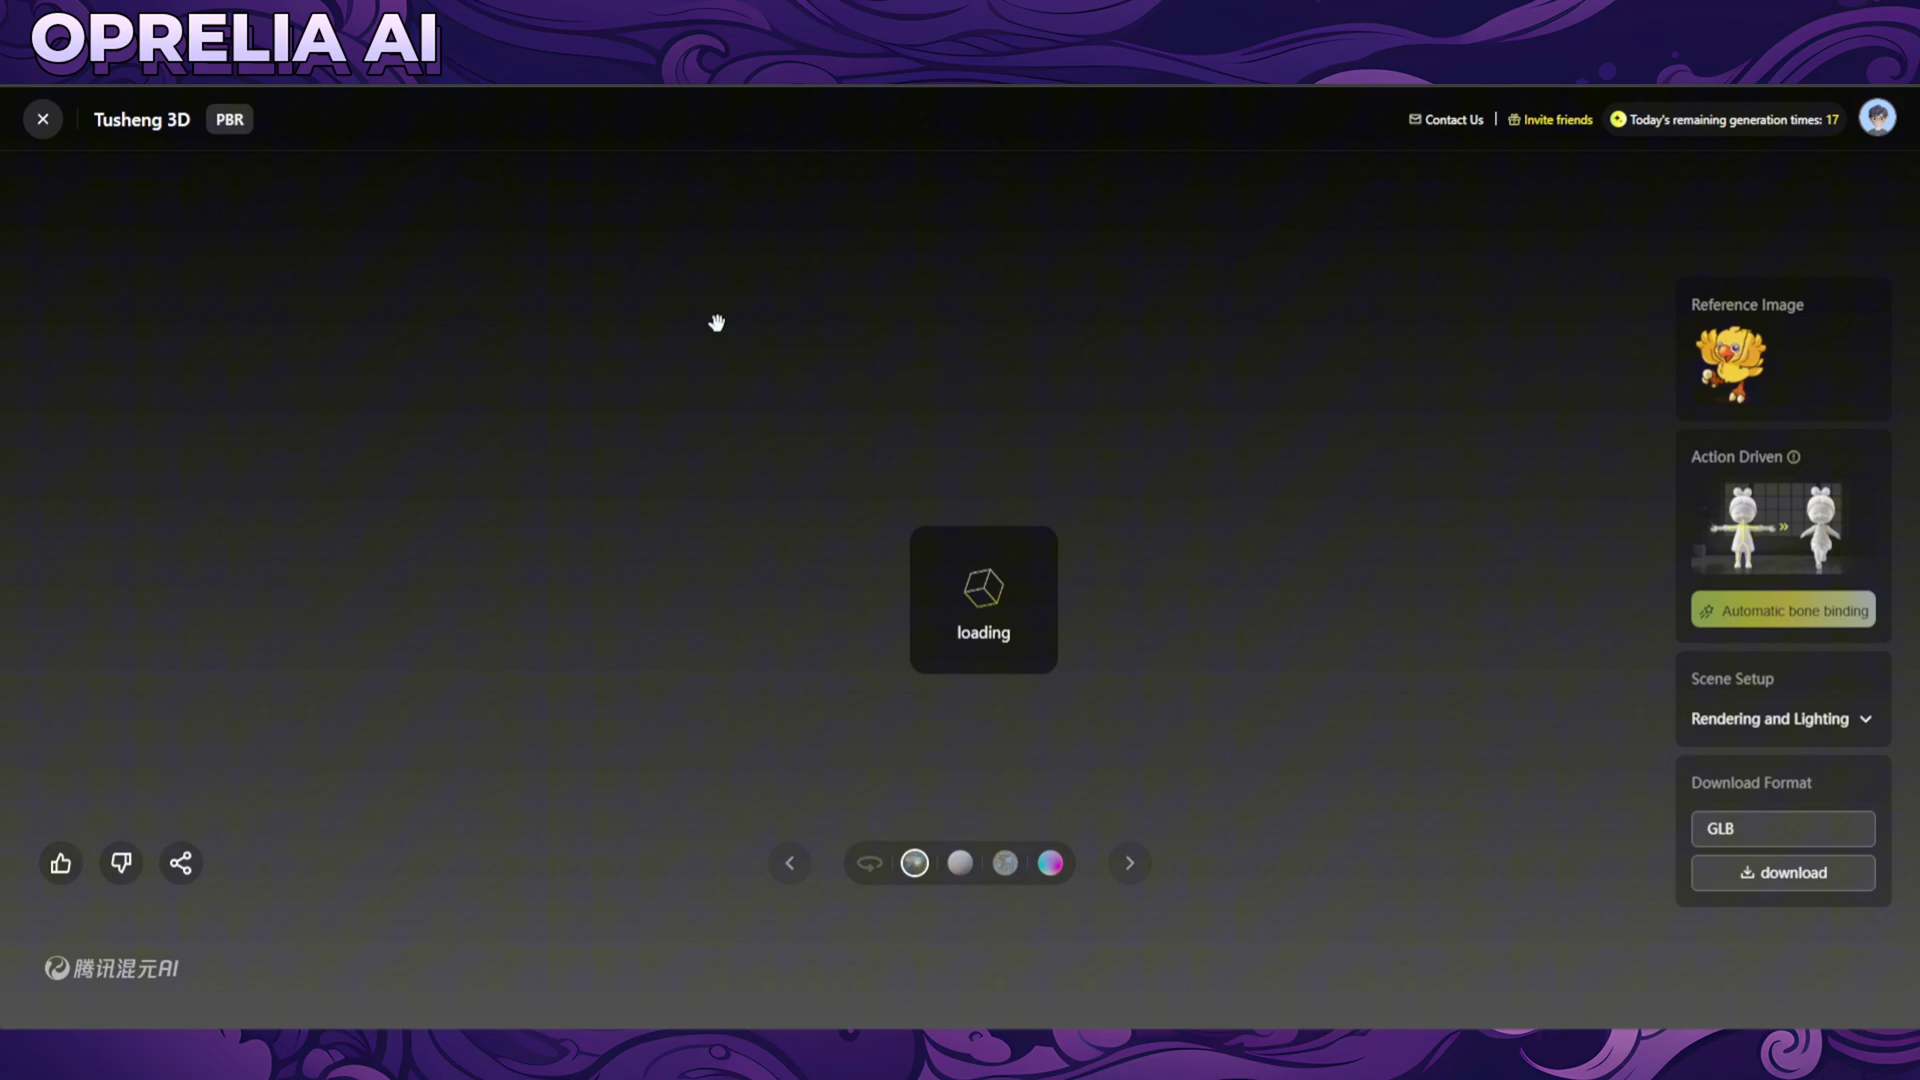 OPRELIA AI
Tusheng 3D PBR
Contact Us | Invite friends Today's remaining generation times: 17
Reference Image
Action Driven
Automatic bone binding
loading
Scene Setup
Rendering and Lighting
Download Format
GLB
download
腾讯混元AI